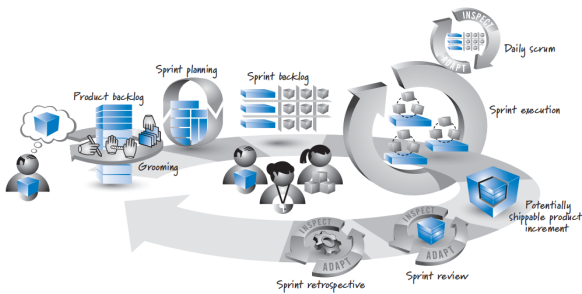 INSPECT
ADAPT
Daily scrum
Sprint planning
Product backlog
Sprint backlog
Sprint execution
Grooming
Potentially
shippable product
increment
INSPECT
ADAPT
Sprint retrospective
INSPECT
ADAPT
Sprint review